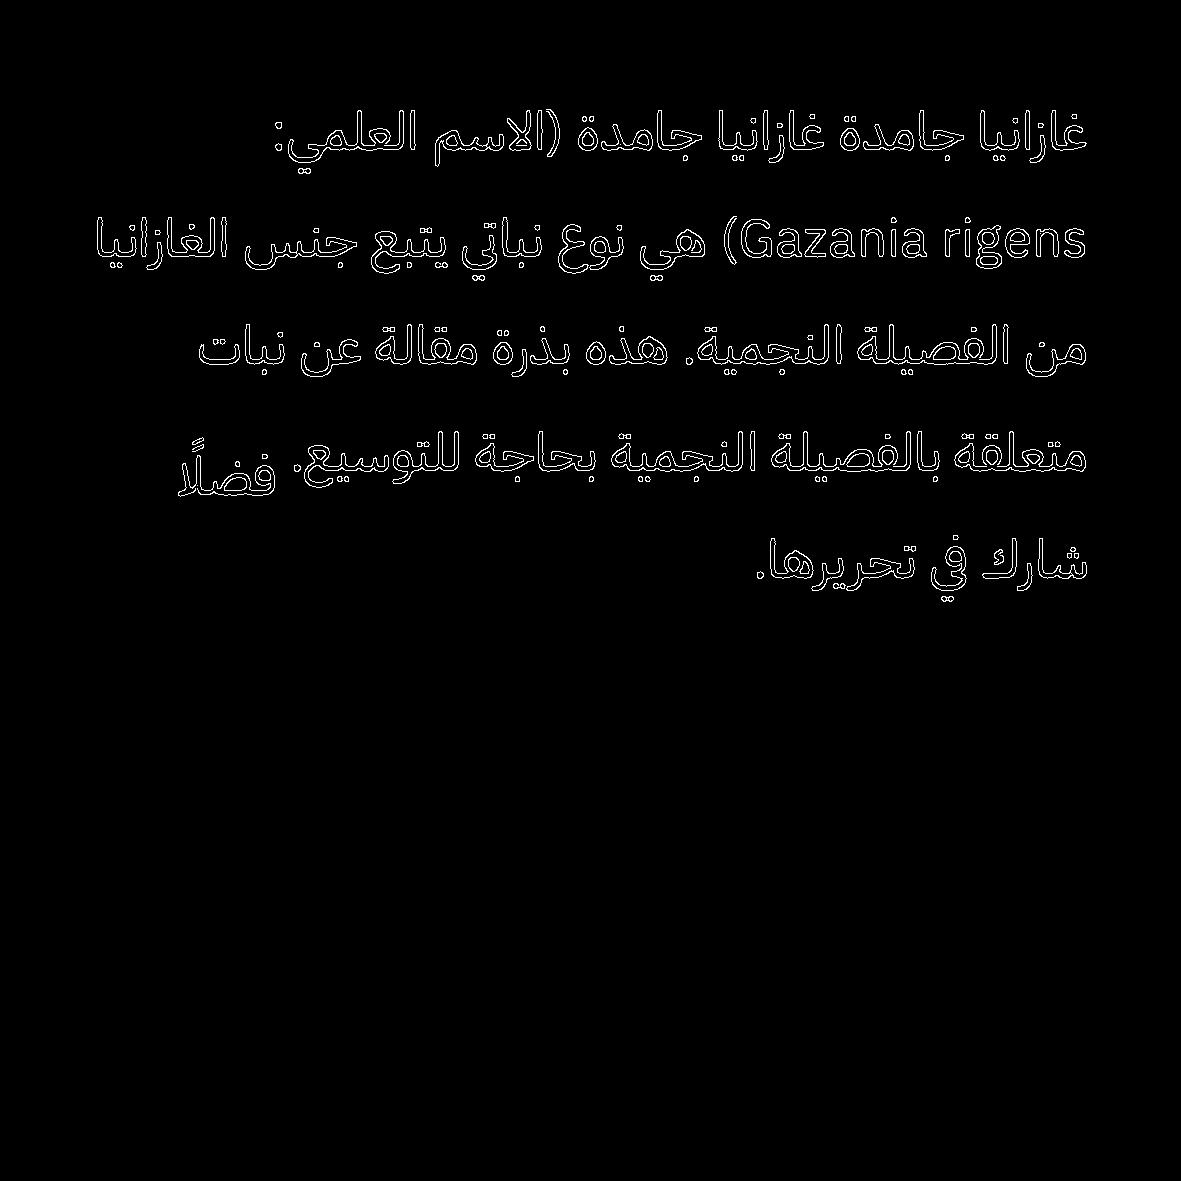 غازانيا جامدة غازانيا جامدة (الاسم العلمي:
Gazania rigens) هي نوع نباتي يتبع جنس الغازانيا
من الفصيلة النجمية. هذه بذرة مقالة عن نبات
متعلقة بالفصيلة النجمية بحاجة للتوسيع. فضلًا
شارك في تحريرها.